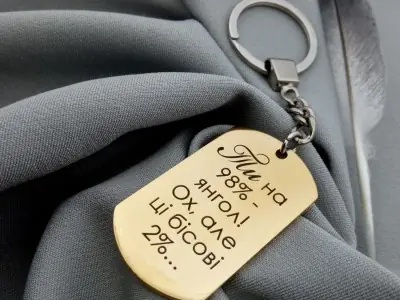 Ти на
98% -
янгол!
Ох, але
ці бісові
2%...